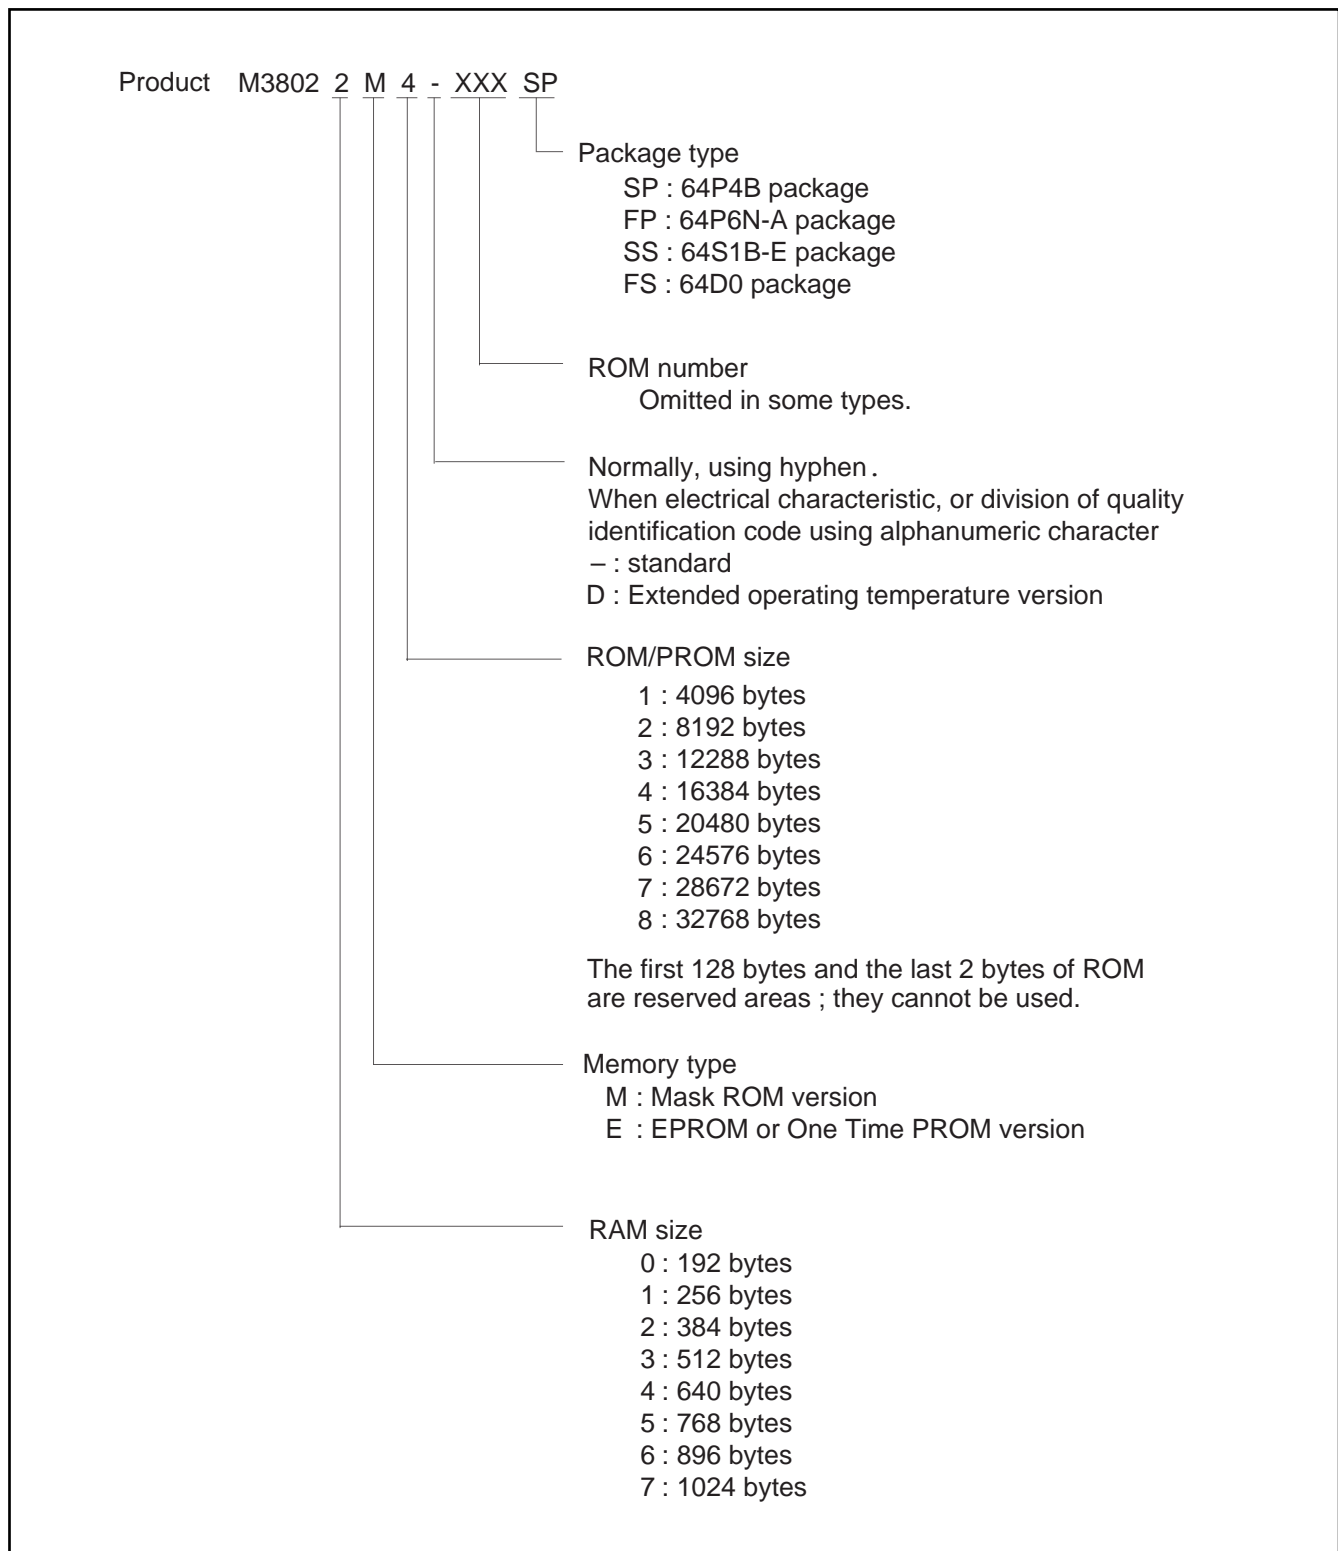 Product M3802 2 M 4 - XXX SP
Package type
SP : 64P4B package
FP : 64P6N-A package
SS : 64S1B-E package
FS : 64D0 package
ROM number
Omitted in some types.
Normally, using hyphen .
When electrical characteristic, or division of quality
identification code using alphanumeric character
– : standard
D : Extended operating temperature version
ROM/PROM size
1 : 4096 bytes
2 : 8192 bytes
3 : 12288 bytes
4 : 16384 bytes
5 : 20480 bytes
6 : 24576 bytes
7 : 28672 bytes
8 : 32768 bytes
The first 128 bytes and the last 2 bytes of ROM
are reserved areas ; they cannot be used.
Memory type
M : Mask ROM version
E : EPROM or One Time PROM version
RAM size
0 : 192 bytes
1 : 256 bytes
2 : 384 bytes
3 : 512 bytes
4 : 640 bytes
5 : 768 bytes
6 : 896 bytes
7 : 1024 bytes